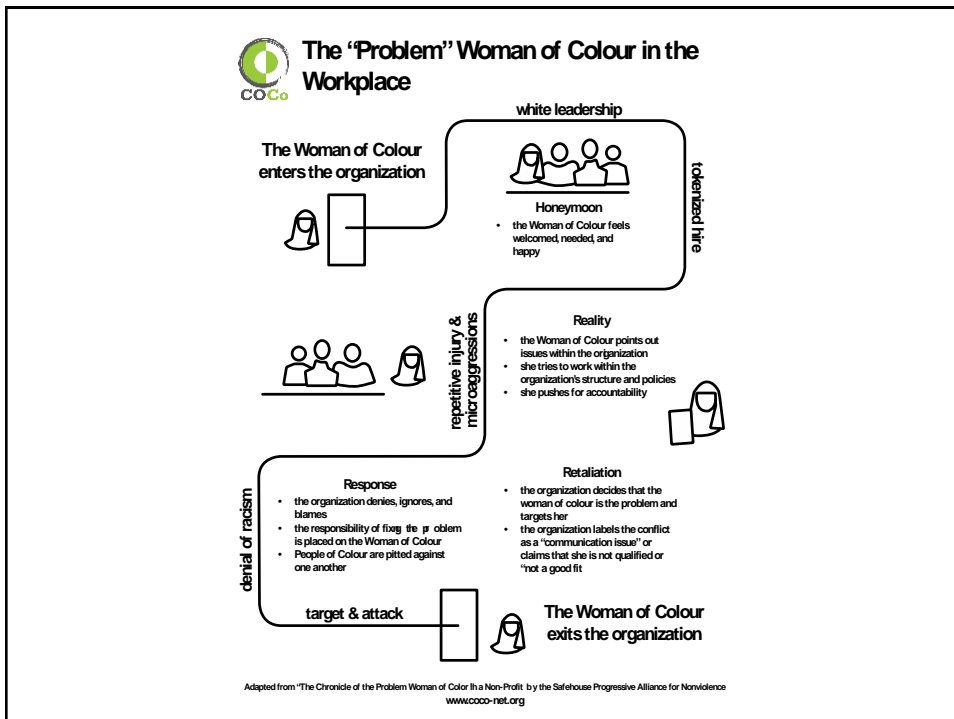 The “Problem” Woman of Colour in the
Workplace
COCo
white leadership
The Woman of Colour
enters the organization
tokenized hire
Honeymoon
• the Woman of Colour feels
welcomed, needed, and
happy
repetitive injury &
microaggressions
Reality
• the Woman of Colour points out
issues within the organization
• she tries to work within the
organization's structure and policies
• she pushes for accountability
denial of racism
Response
• the organization denies, ignores, and
blames
• the responsibility of fixing the problem
is placed on the Woman of Colour
• People of Colour are pitted against
one another
Retaliation
• the organization decides that the
woman of colour is the problem and
targets her
• the organization labels the conflict
as a “communication issue” or
claims that she is not qualified or
“not a good fit
target & attack
The Woman of Colour
exits the organization
Adapted from “The Chronicle of the Problem Woman of Color in a Non-Profit by the Safehouse Progressive Alliance for Nonviolence
www.coco-net.org